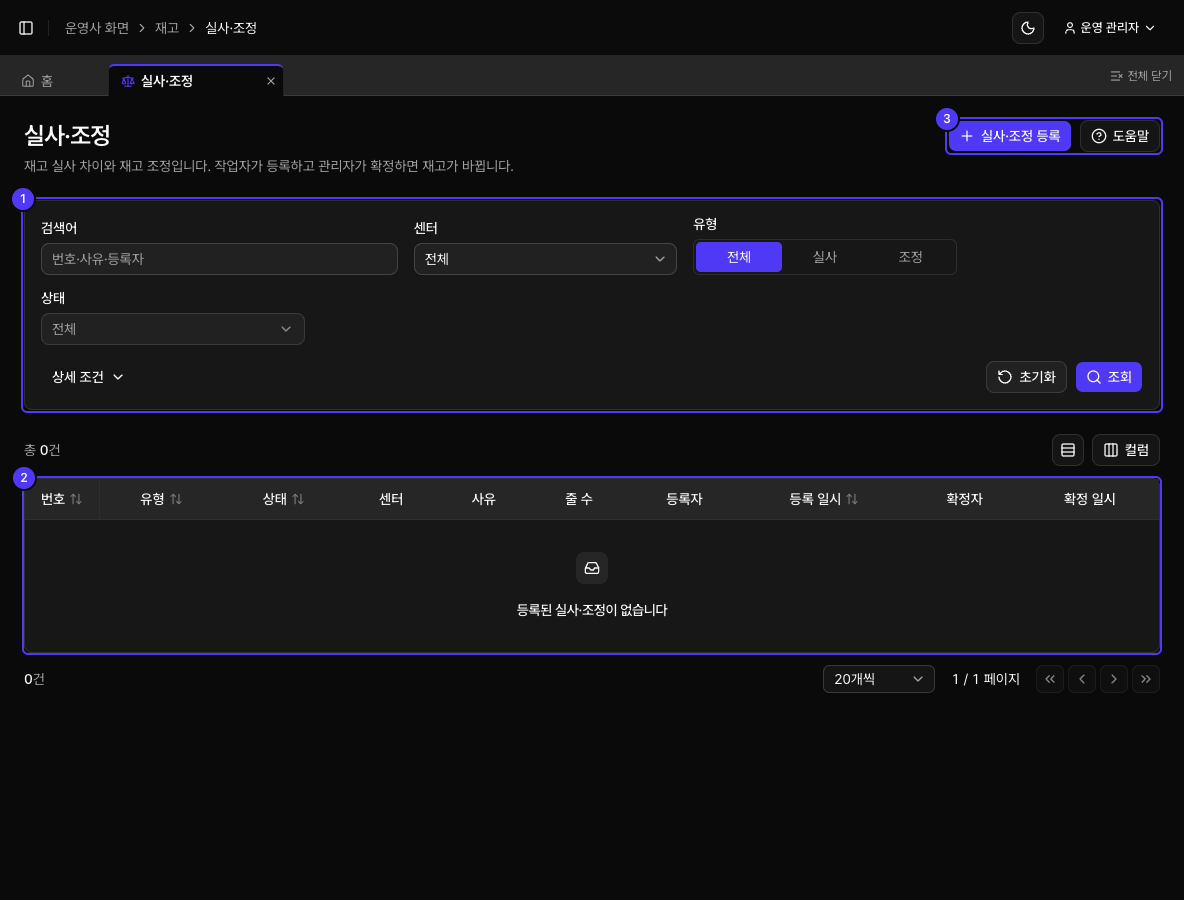 운영사 화면 > 재고 > 실사·조정
운영 관리자
홈
실사·조정
전체 닫기
실사·조정
재고 실사 차이와 재고 조정입니다. 작업자가 등록하고 관리자가 확정하면 재고가 바뀝니다.
3
실사·조정 등록
도움말
1
검색어
센터
유형
번호·사유·등록자
전체
전체
실사
조정
상태
전체
상세 조건
초기화
조회
총 0건
컬럼
2
번호
유형
상태
센터
사유
줄 수
등록자
등록 일시
확정자
확정 일시
등록된 실사·조정이 없습니다
0건
20개씩
1 / 1 페이지